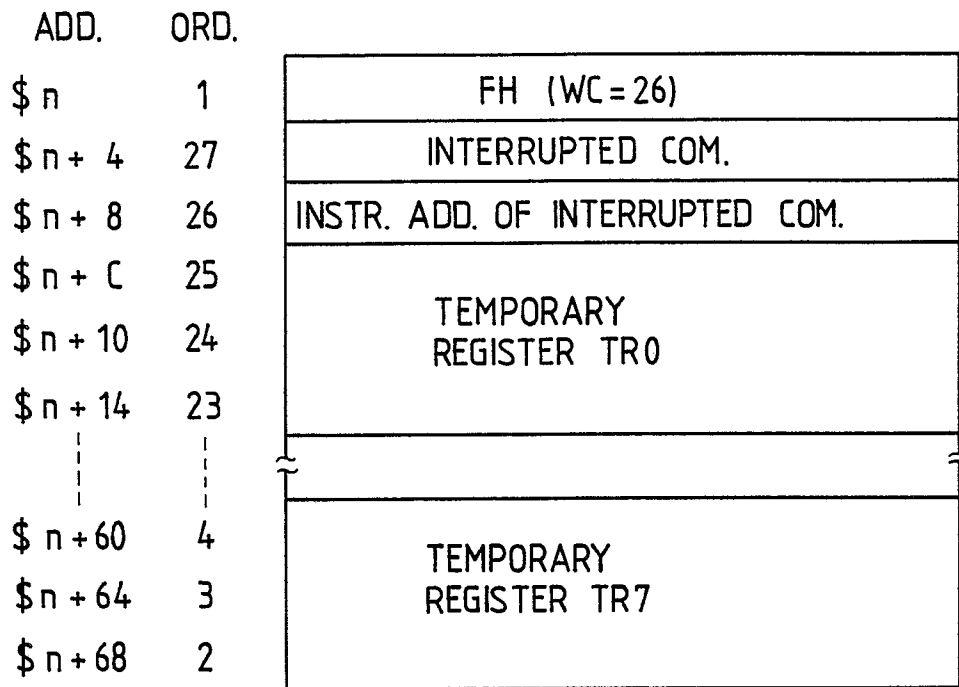 ADD. ORD.
$ n 1 FH (WC = 26)
$ n + 4 27 INTERRUPTED COM.
$ n + 8 26 INSTR. ADD. OF INTERRUPTED COM.
$ n + C 25
TEMPORARY
$ n + 10 24 REGISTER TR0
$ n + 14 23
$ n + 60 4
TEMPORARY
$ n + 64 3 REGISTER TR7
$ n + 68 2